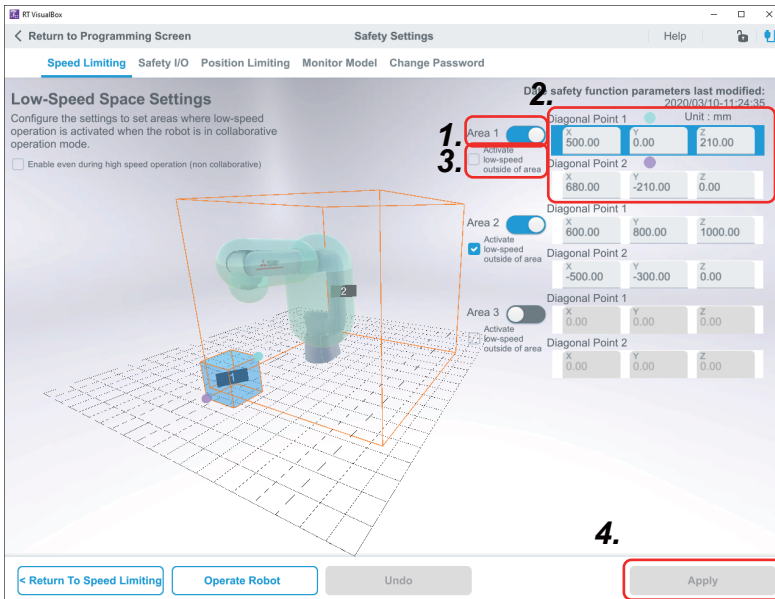 RT VisualBox
Return to Programming Screen
Safety Settings
Help
Speed Limiting
Safety I/O
Position Limiting
Monitor Model
Change Password
Low-Speed Space Settings
Configure the settings to set areas where low-speed
operation is activated when the robot is in collaborative
operation mode.
Enable even during high speed operation (non collaborative)
safety function parameters last modified:
2020/03/10-11:24:35
2.
Unit : mm
1.
Area 1
3.
Activate
low-speed
outside of area
Diagonal Point 1
X
500.00
Y
0.00
Z
210.00
Diagonal Point 2
X
680.00
Y
-210.00
Z
0.00
Area 2
Activate
low-speed
outside of area
Diagonal Point 1
X
600.00
Y
800.00
Z
1000.00
Diagonal Point 2
X
-500.00
Y
-300.00
Z
0.00
Area 3
Activate
low-speed
outside of area
Diagonal Point 1
X
0.00
Y
0.00
Z
0.00
Diagonal Point 2
X
0.00
Y
0.00
Z
0.00
2
1
4.
< Return To Speed Limiting
Operate Robot
Undo
Apply